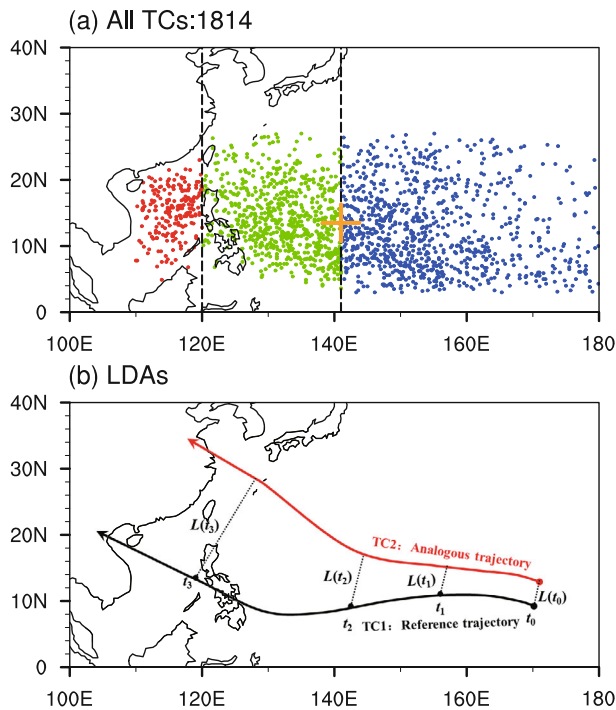 (a) All TCs:1814
40N
30N
20N
10N
0
100E 120E 140E 160E 180
(b) LDAs
40N
30N
20N
10N
0
L(t₃)
TC2: Analogous trajectory
L(t₂) L(t₁) L(t₀)
t₃
t₂ t₁ t₀
TC1: Reference trajectory
100E 120E 140E 160E 180